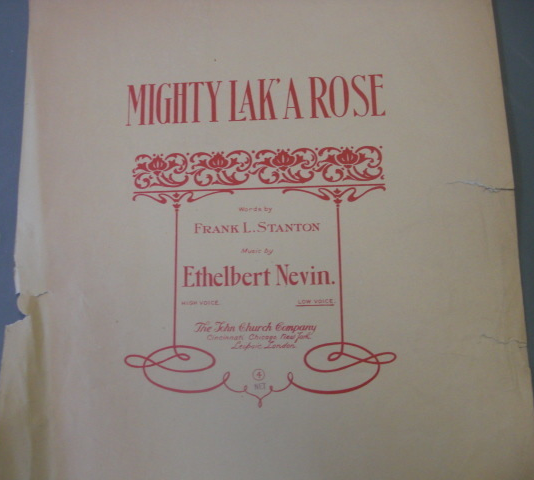 MIGHTY LAK' A ROSE
Words by
FRANK L. STANTON
Music by
Ethelbert Nevin.
HIGH VOICE. LOW VOICE.
The John Church Company
Cincinnati, Chicago, New York
Leipsic, London
4
NET